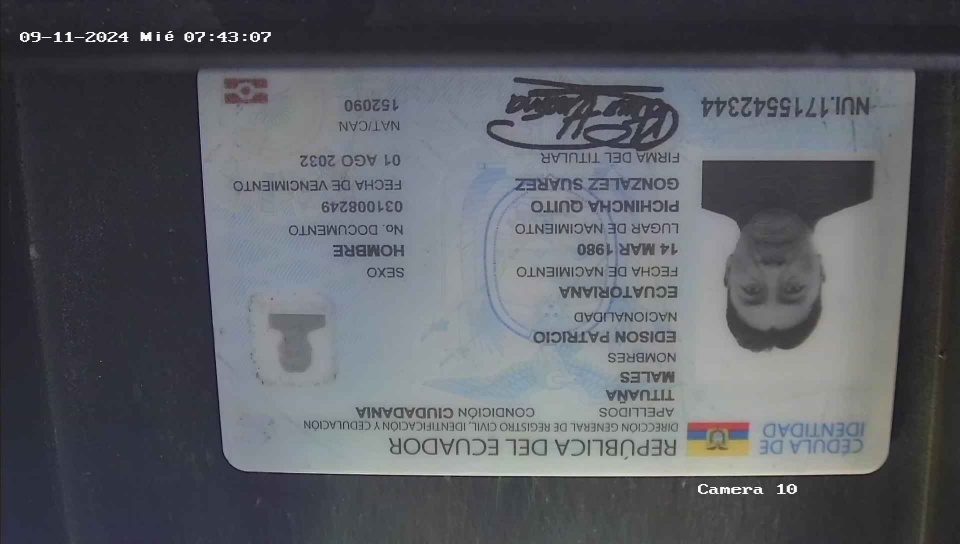 09-11-2024 Mié 07:43:07
CÉDULA DE
IDENTIDAD
REPÚBLICA DEL ECUADOR
DIRECCIÓN GENERAL DE REGISTRO CIVIL, IDENTIFICACIÓN Y CEDULACIÓN
APELLIDOS
CONDICIÓN CIUDADANÍA
TITUAÑA
MALES
NOMBRES
EDISON PATRICIO
NACIONALIDAD
ECUATORIANA
FECHA DE NACIMIENTO
14 MAR 1980
LUGAR DE NACIMIENTO
PICHINCHA QUITO
GONZALEZ SUAREZ
FIRMA DEL TITULAR
SEXO
HOMBRE
No. DOCUMENTO
031008249
FECHA DE VENCIMIENTO
01 AGO 2032
NAT/CAN
152090
NUI.1715542344
Camera 10